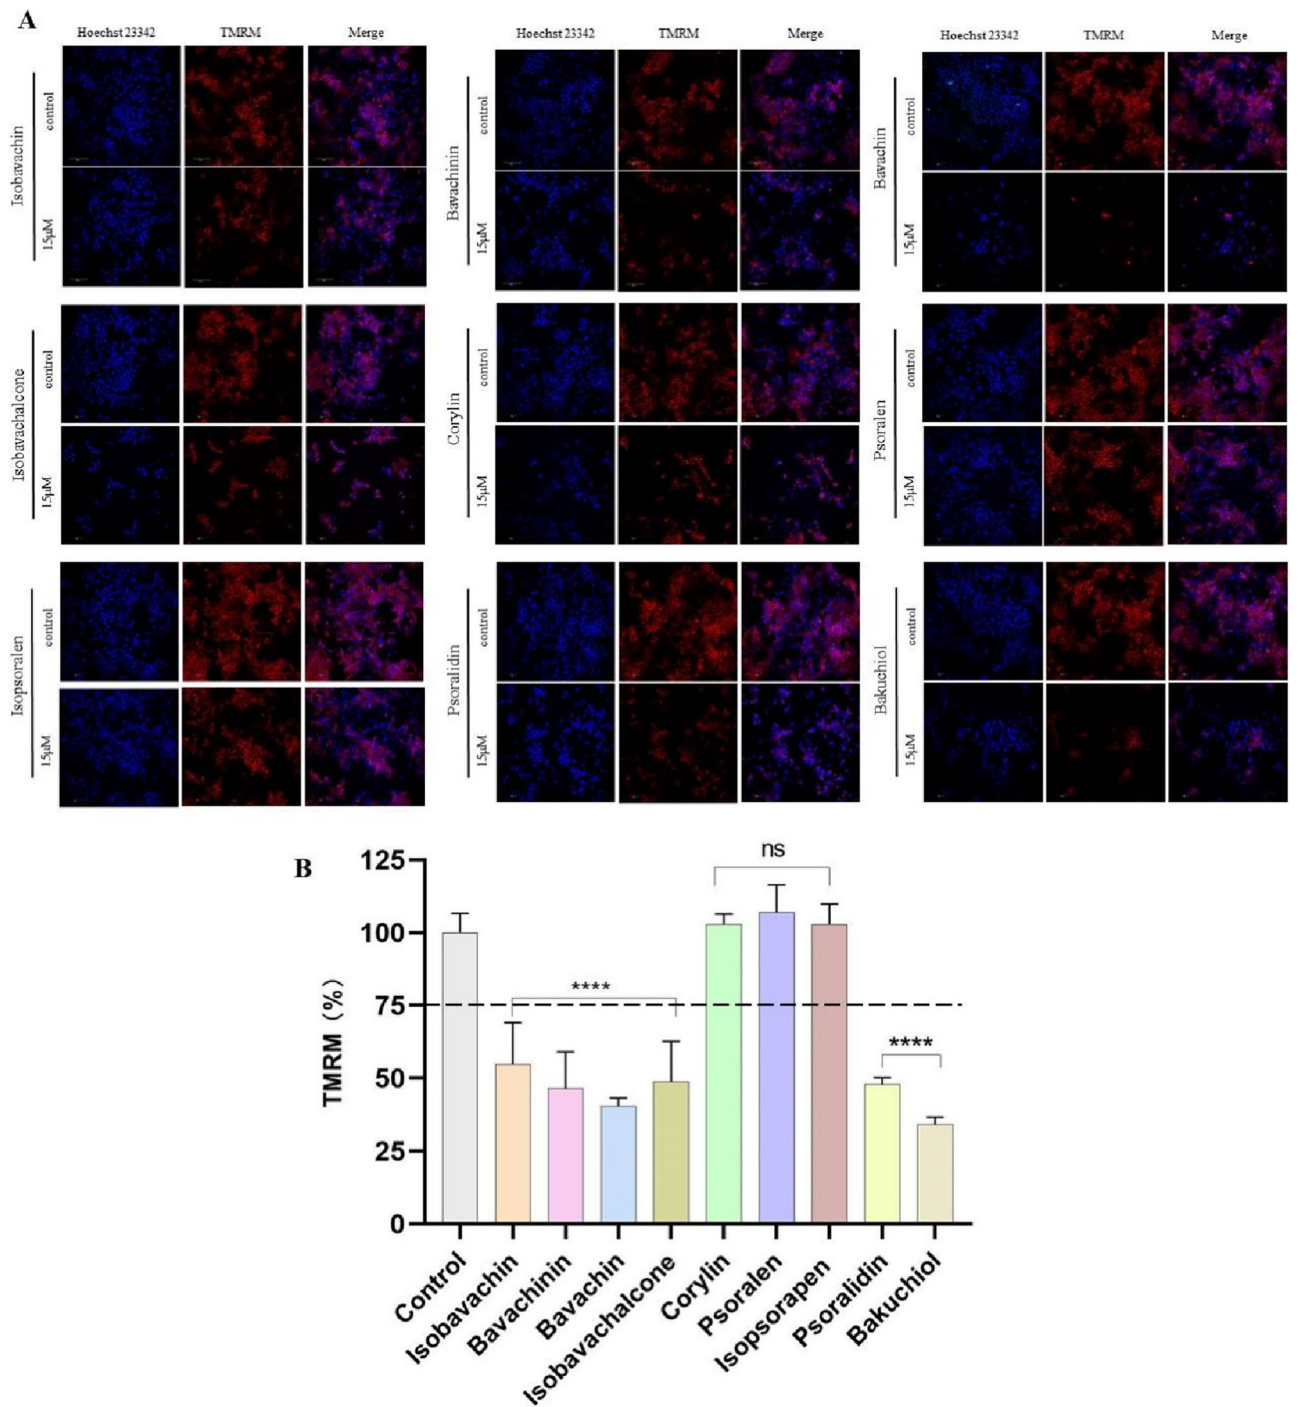 A
Hoechst 23342 TMRM Merge
Hoechst 23342 TMRM Merge
Hoechst 23342 TMRM Merge
Isobavachin
control
15μM
Bavachinin
control
15μM
Bavachin
control
15μM
Isobavachalcone
control
15μM
Corylin
control
15μM
Psoralen
control
15μM
Isopsoralen
control
15μM
Psoralidin
control
15μM
Bakuchiol
control
15μM
B
TMRM (%)
125
100
75
50
25
0
****
ns
****
Control
Isobavachin
Bavachinin
Bavachin
Isobavachalcone
Corylin
Psoralen
Isopsorapen
Psoralidin
Bakuchiol